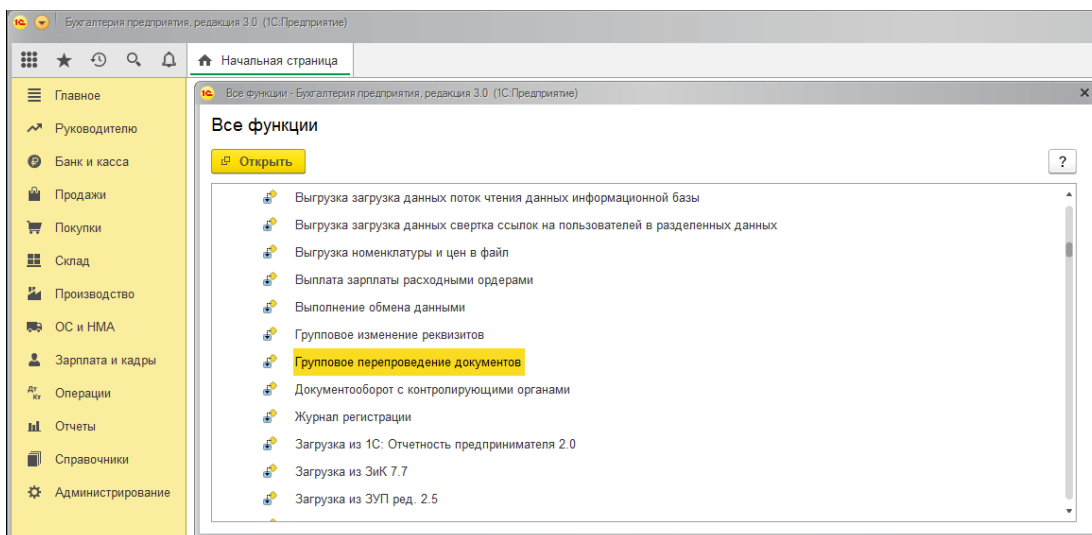 1С Бухгалтерия предприятия, редакция 3.0 (1С:Предприятие)
Начальная страница
Главное
Руководителю
Банк и касса
Продажи
Покупки
Склад
Производство
ОС и НМА
Зарплата и кадры
Дт Кт Операции
Отчеты
Справочники
Администрирование
1С Все функции - Бухгалтерия предприятия, редакция 3.0 (1С:Предприятие)
Все функции
Открыть ?
Выгрузка загрузка данных поток чтения данных информационной базы
Выгрузка загрузка данных свертка ссылок на пользователей в разделенных данных
Выгрузка номенклатуры и цен в файл
Выплата зарплаты расходными ордерами
Выполнение обмена данными
Групповое изменение реквизитов
Групповое перепроведение документов
Документооборот с контролирующими органами
Журнал регистрации
Загрузка из 1С: Отчетность предпринимателя 2.0
Загрузка из ЗиК 7.7
Загрузка из ЗУП ред. 2.5